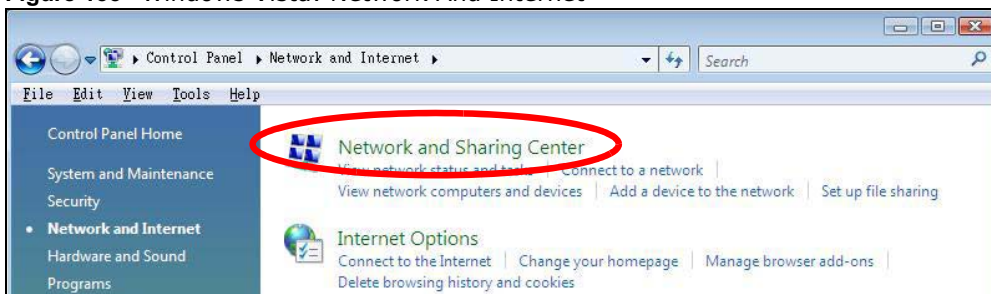 Control Panel ▸ Network and Internet ▸
Search
File Edit View Tools Help
Control Panel Home
System and Maintenance
Security
• Network and Internet
Hardware and Sound
Programs
Network and Sharing Center
View network status and tasks | Connect to a network |
View network computers and devices | Add a device to the network | Set up file sharing
Internet Options
Connect to the Internet | Change your homepage | Manage browser add-ons |
Delete browsing history and cookies